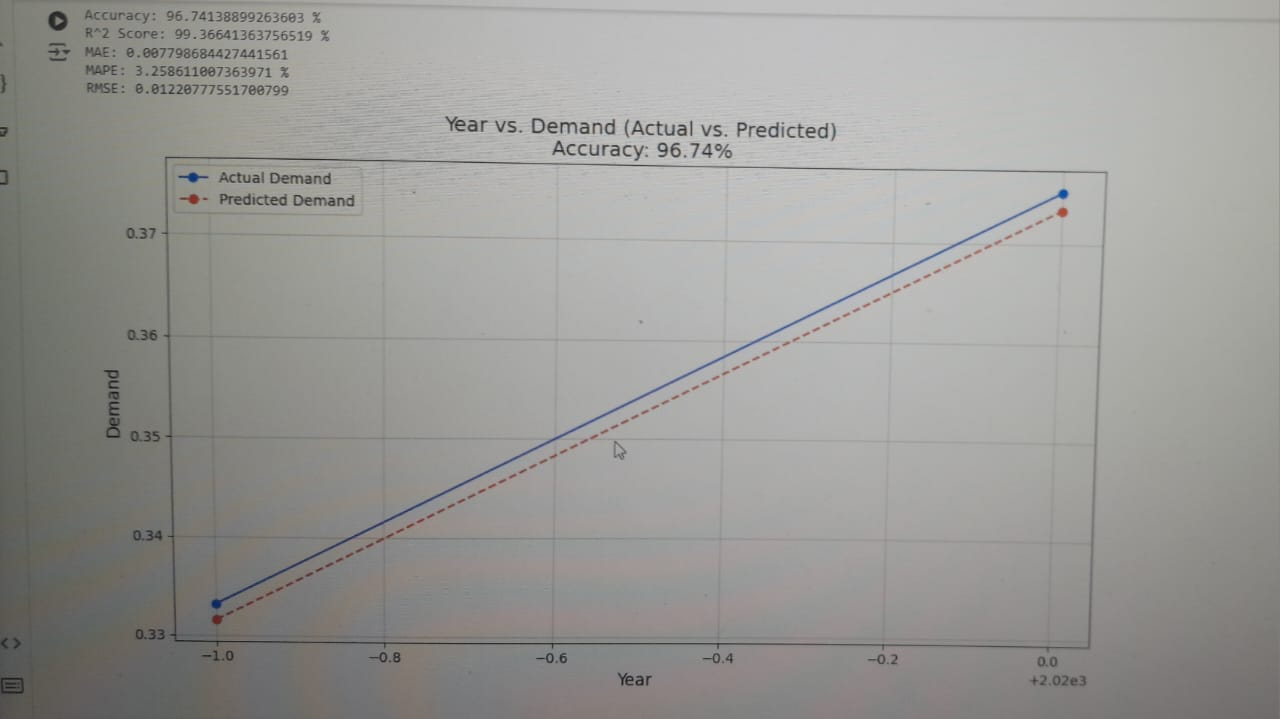 Accuracy: 96.74138899263603 %
R^2 Score: 99.36641363756519 %
MAE: 0.007798684427441561
MAPE: 3.258611007363971 %
RMSE: 0.01220777551700799
Year vs. Demand (Actual vs. Predicted)
Accuracy: 96.74%
Actual Demand
Predicted Demand
0.37
0.36
0.35
0.34
0.33
Demand
−1.0 −0.8 −0.6 −0.4 −0.2 0.0
+2.02e3
Year